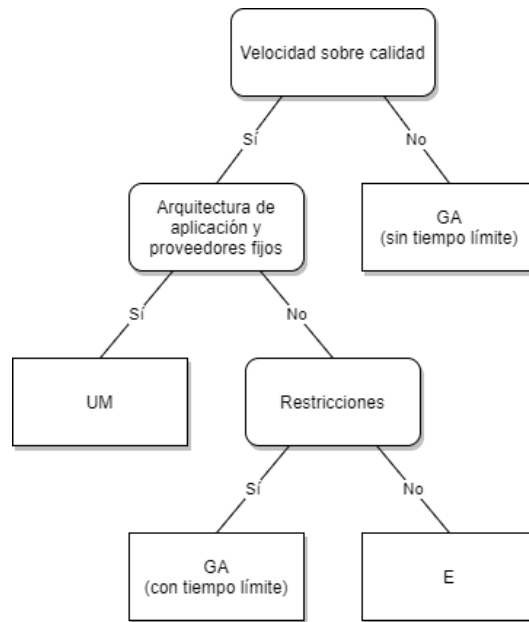 Velocidad sobre calidad
Sí
No
Arquitectura de
aplicación y
proveedores fijos
GA
(sin tiempo límite)
Sí
No
UM
Restricciones
Sí
No
GA
(con tiempo límite)
E